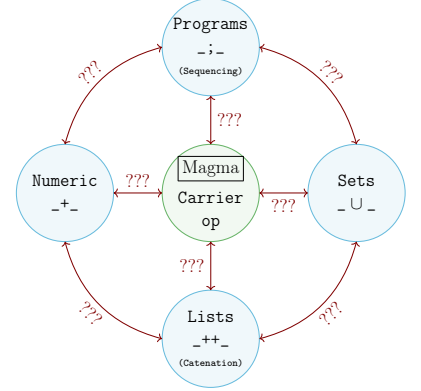 Programs
_;_
(Sequencing)
???
???
???
Magma
Numeric
_+_
???
Carrier
op
???
Sets
_∪_
???
???
???
Lists
_++_
(Catenation)